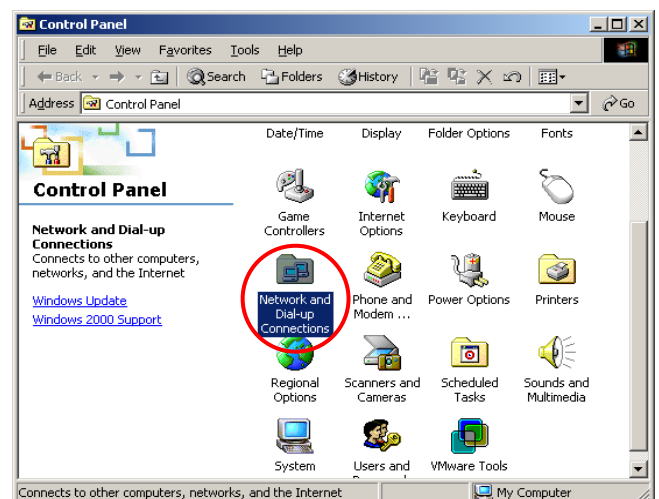 Control Panel
File Edit View Favorites Tools Help
Back Search Folders History
Address Control Panel Go
Control Panel
Network and Dial-up
Connections
Connects to other computers,
networks, and the Internet
Windows Update
Windows 2000 Support
Date/Time Display Folder Options Fonts
Game
Controllers
Internet
Options
Keyboard
Mouse
Network and
Dial-up
Connections
Phone and
Modem ...
Power Options
Printers
Regional
Options
Scanners and
Cameras
Scheduled
Tasks
Sounds and
Multimedia
System
Users and
VMware Tools
Connects to other computers, networks, and the Internet
My Computer